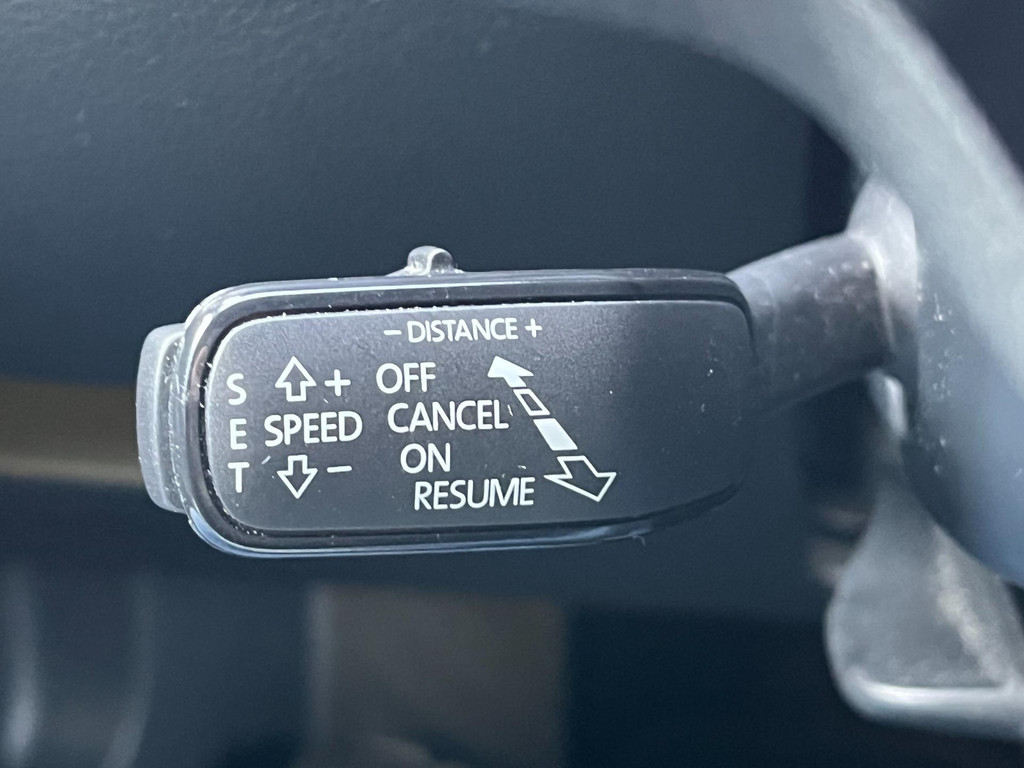 − DISTANCE +
S
E
T
+
SPEED
−
OFF
CANCEL
ON
RESUME